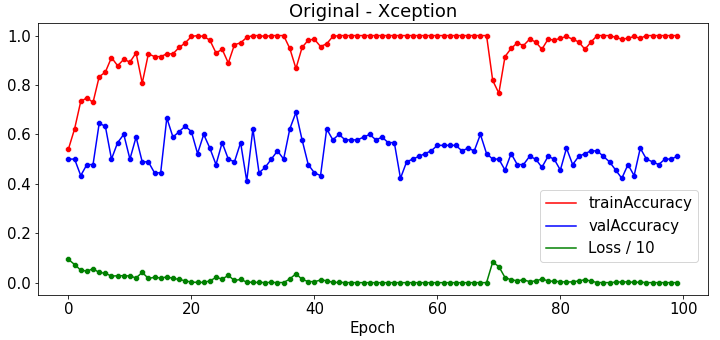 Original - Xception
1.0
0.8
0.6
0.4
0.2
0.0
trainAccuracy
valAccuracy
Loss / 10
0 20 40 60 80 100
Epoch